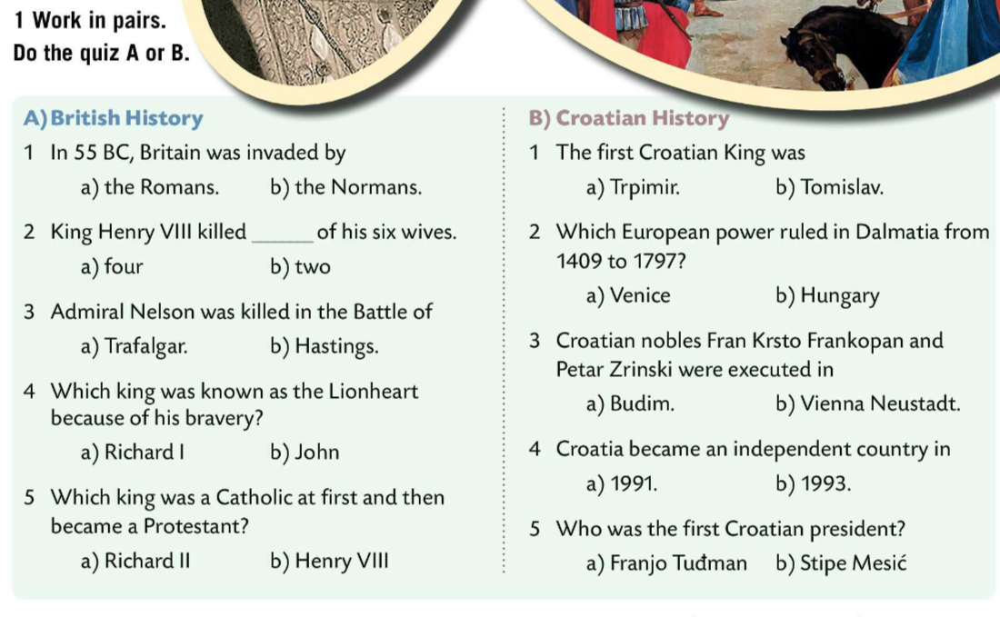 1 Work in pairs.
Do the quiz A or B.
A) British History
1 In 55 BC, Britain was invaded by
a) the Romans. b) the Normans.
2 King Henry VIII killed ______ of his six wives.
a) four b) two
3 Admiral Nelson was killed in the Battle of
a) Trafalgar. b) Hastings.
4 Which king was known as the Lionheart
because of his bravery?
a) Richard I b) John
5 Which king was a Catholic at first and then
became a Protestant?
a) Richard II b) Henry VIII
B) Croatian History
1 The first Croatian King was
a) Trpimir. b) Tomislav.
2 Which European power ruled in Dalmatia from
1409 to 1797?
a) Venice b) Hungary
3 Croatian nobles Fran Krsto Frankopan and
Petar Zrinski were executed in
a) Budim. b) Vienna Neustadt.
4 Croatia became an independent country in
a) 1991. b) 1993.
5 Who was the first Croatian president?
a) Franjo Tuđman b) Stipe Mesić